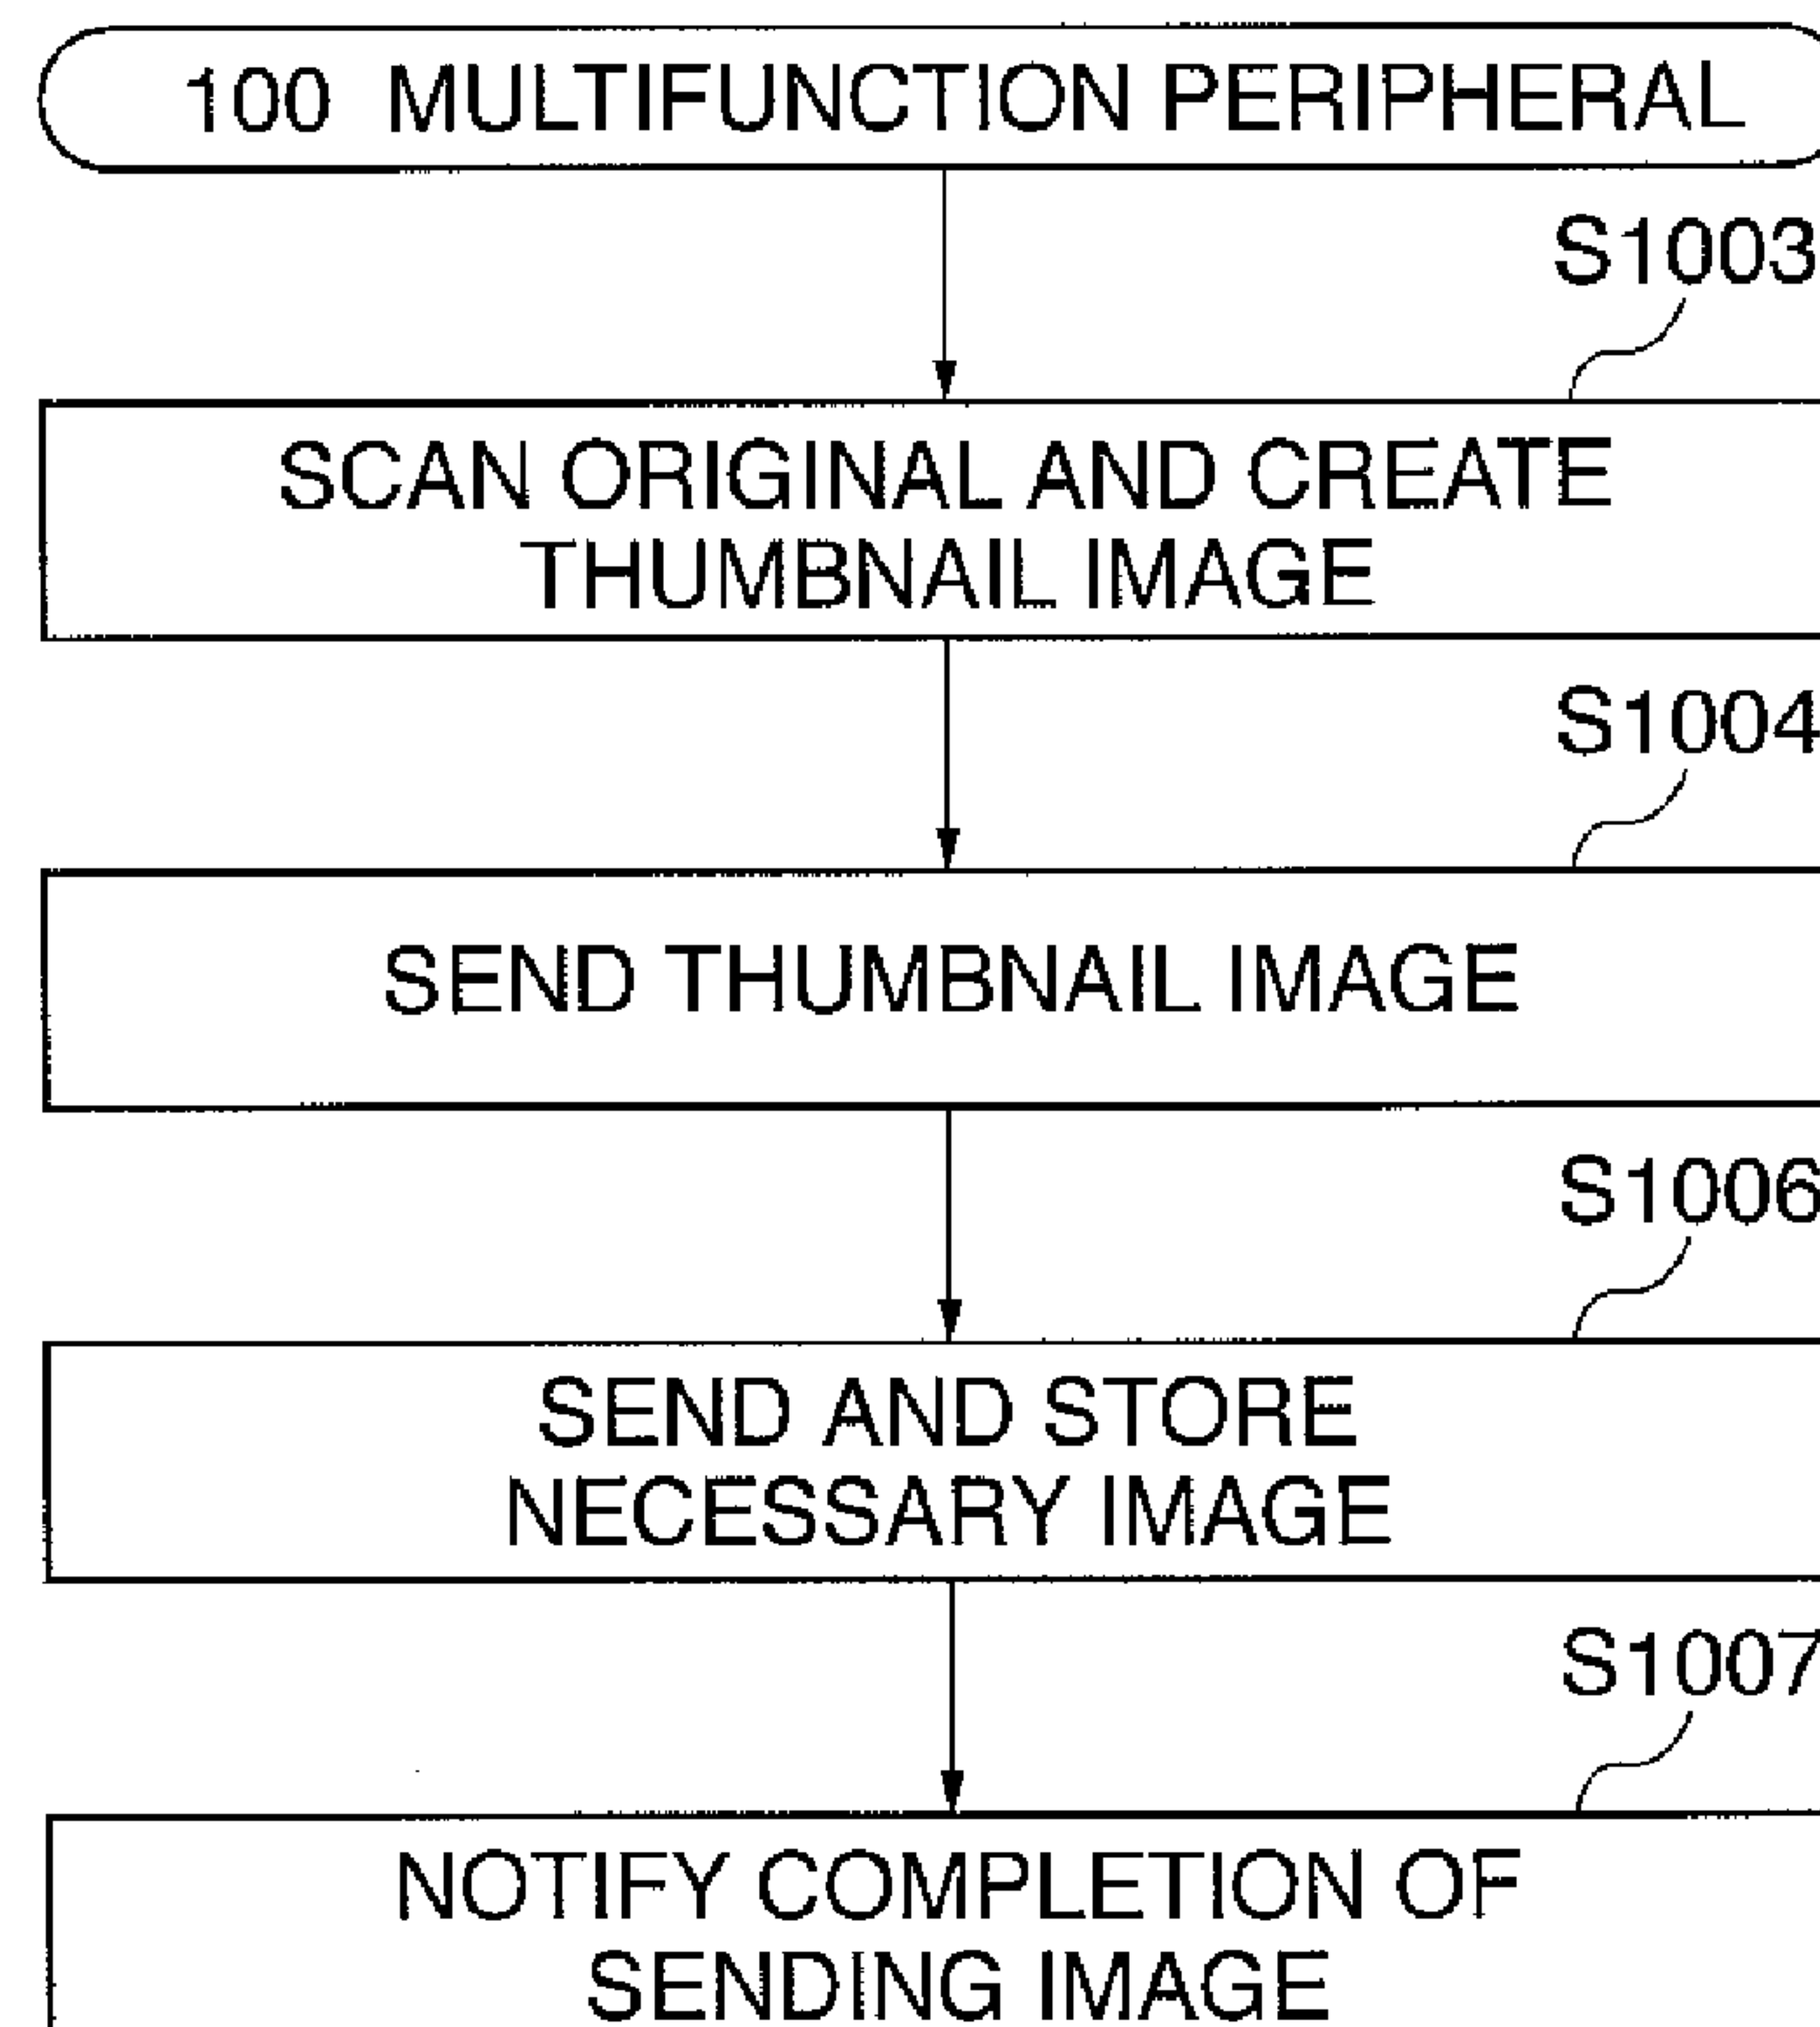 100 MULTIFUNCTION PERIPHERAL
S1003
SCAN ORIGINAL AND CREATE
THUMBNAIL IMAGE
S1004
SEND THUMBNAIL IMAGE
S1006
SEND AND STORE
NECESSARY IMAGE
S1007
NOTIFY COMPLETION OF
SENDING IMAGE